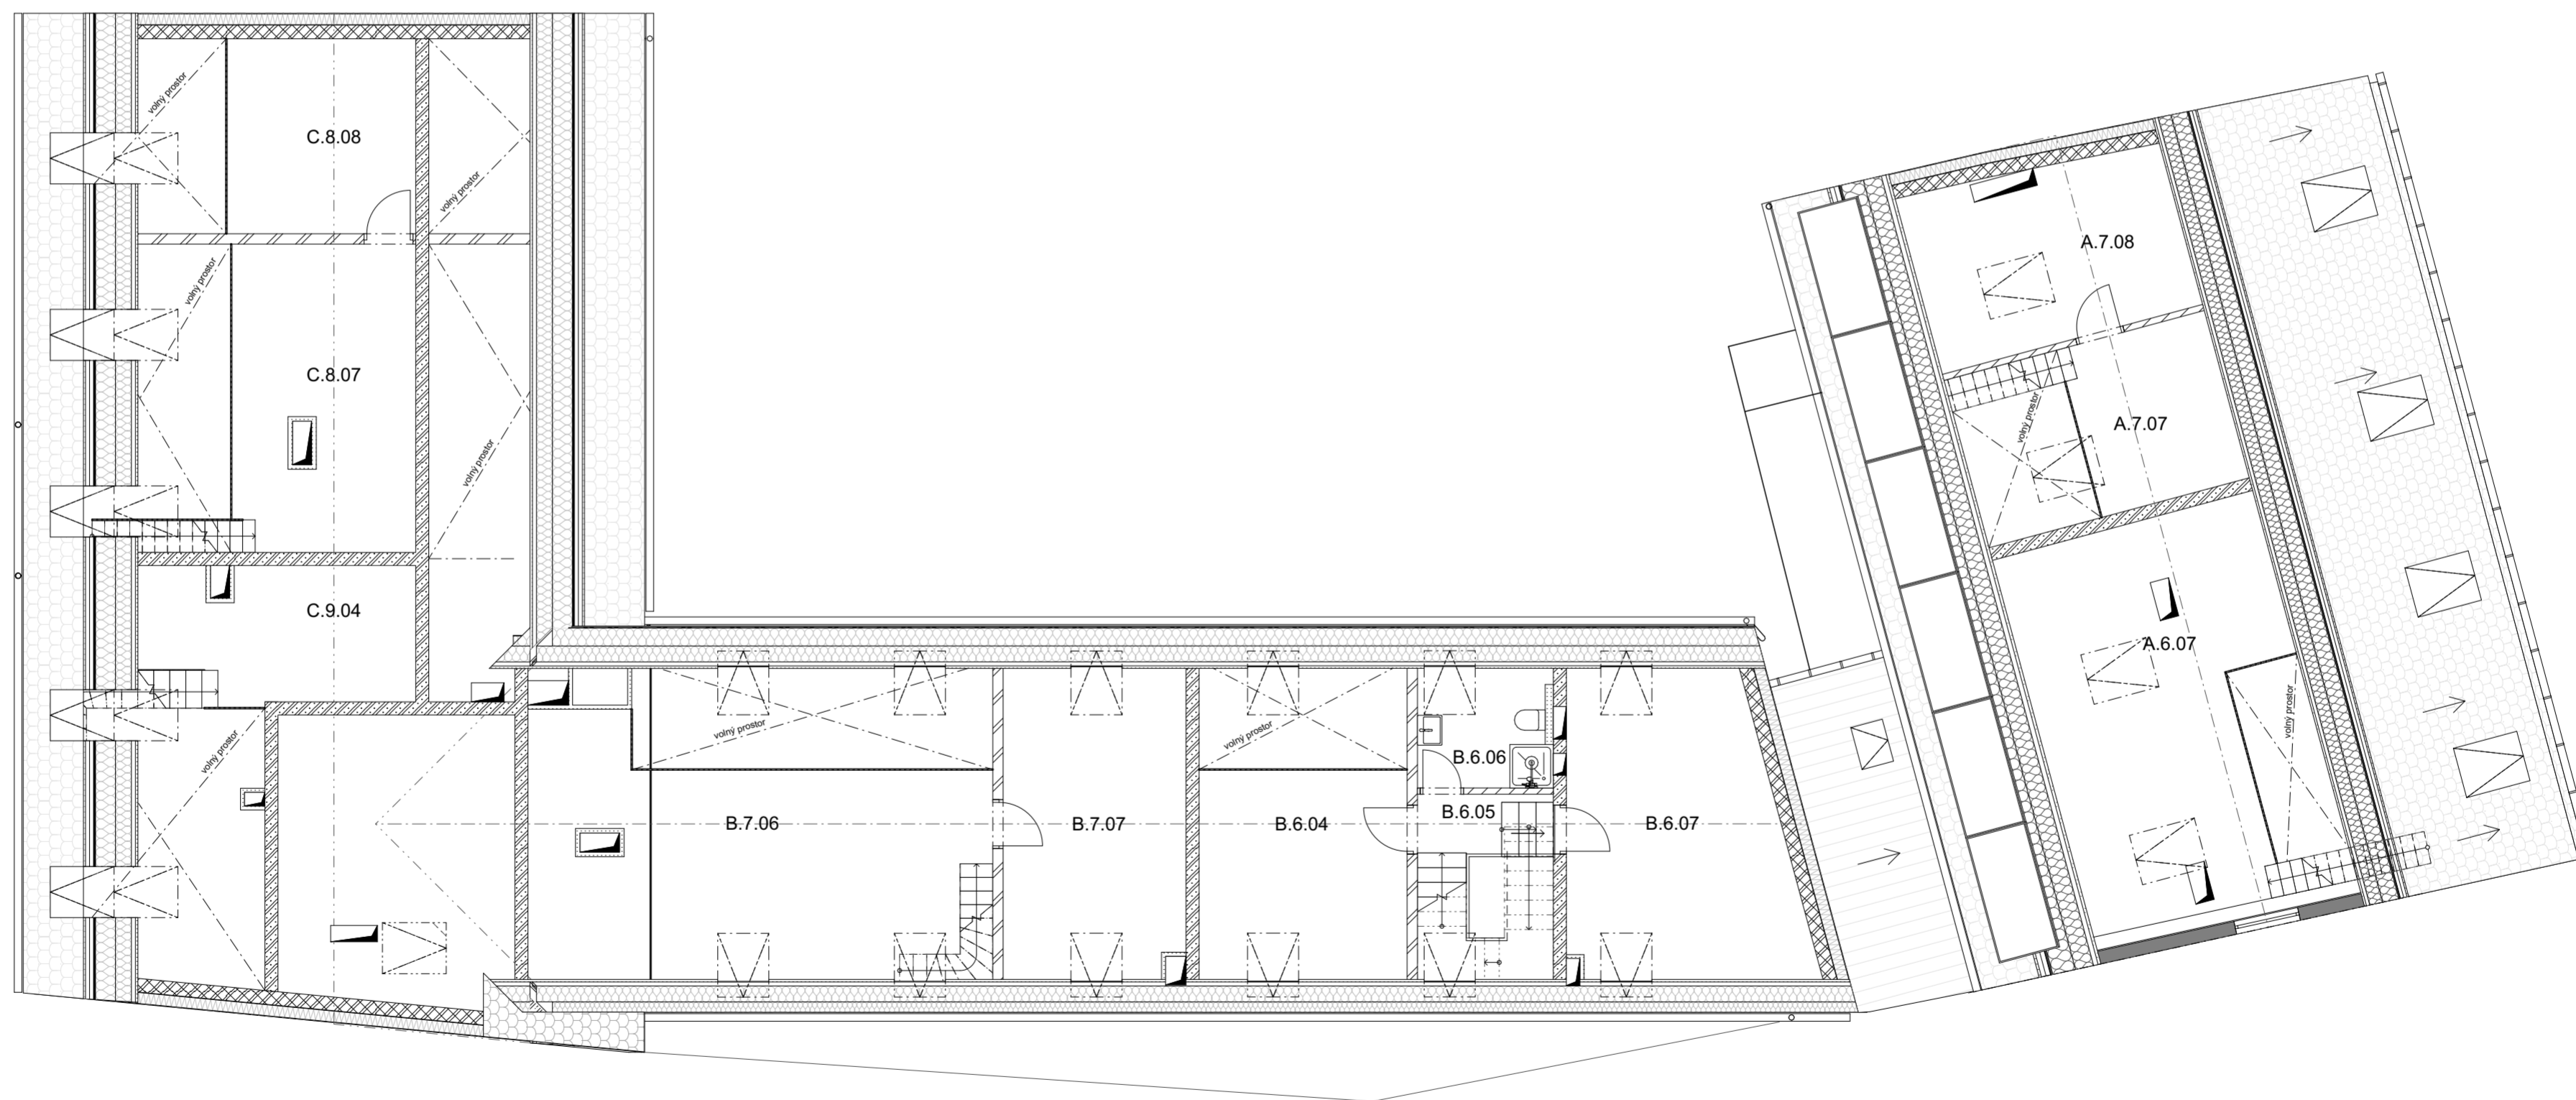 volný prostor
C.8.08
volný prostor
volný prostor
C.8.07
volný prostor
C.9.04
volný prostor
volný prostor
B.7.06
B.7.07
volný prostor
B.6.04
B.6.06
B.6.05
B.6.07
A.7.08
volný prostor
A.7.07
A.6.07
volný prostor